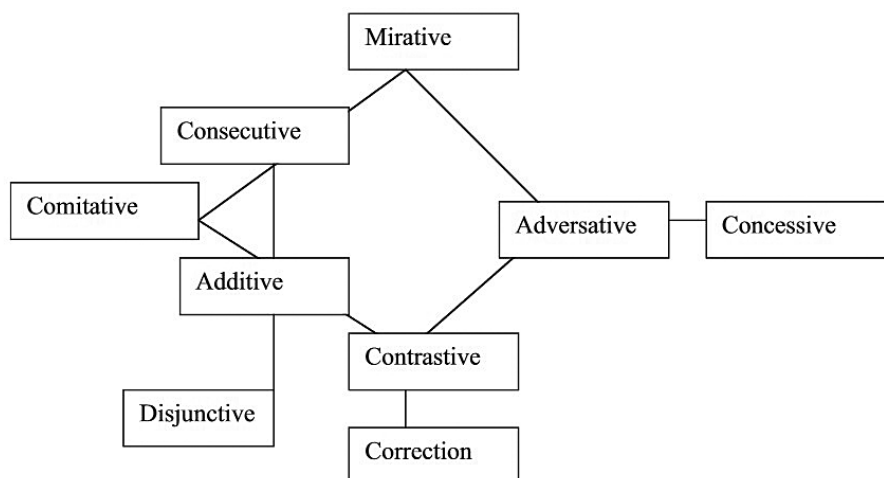 Mirative
Consecutive
Comitative
Adversative
Concessive
Additive
Contrastive
Disjunctive
Correction